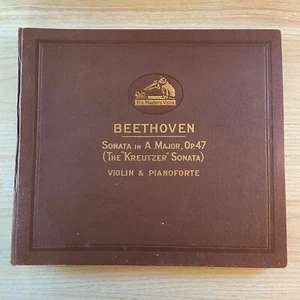 "His Master's Voice"
BEETHOVEN
SONATA IN A MAJOR, OP.47
(THE "KREUTZER" SONATA)
VIOLIN & PIANOFORTE